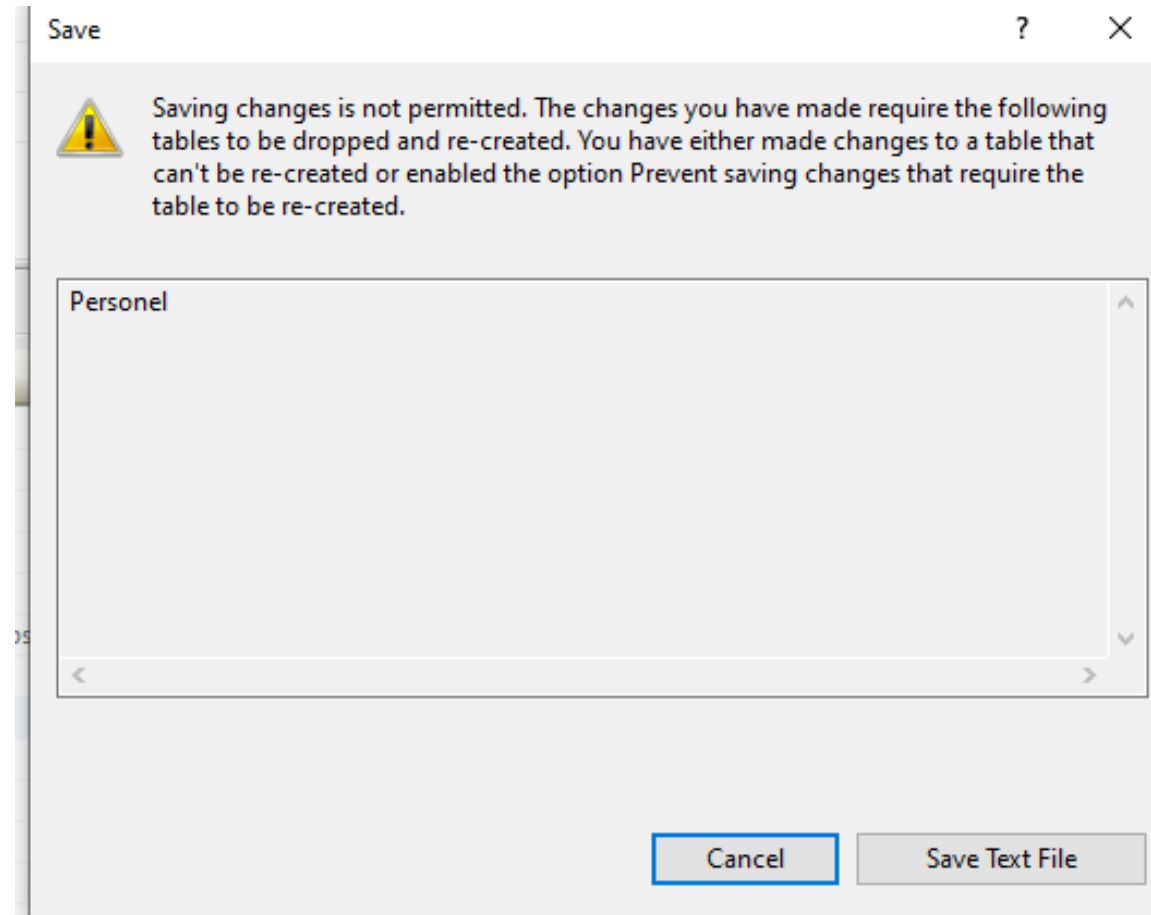 Save
Saving changes is not permitted. The changes you have made require the following
tables to be dropped and re-created. You have either made changes to a table that
can't be re-created or enabled the option Prevent saving changes that require the
table to be re-created.
Personel
Cancel
Save Text File